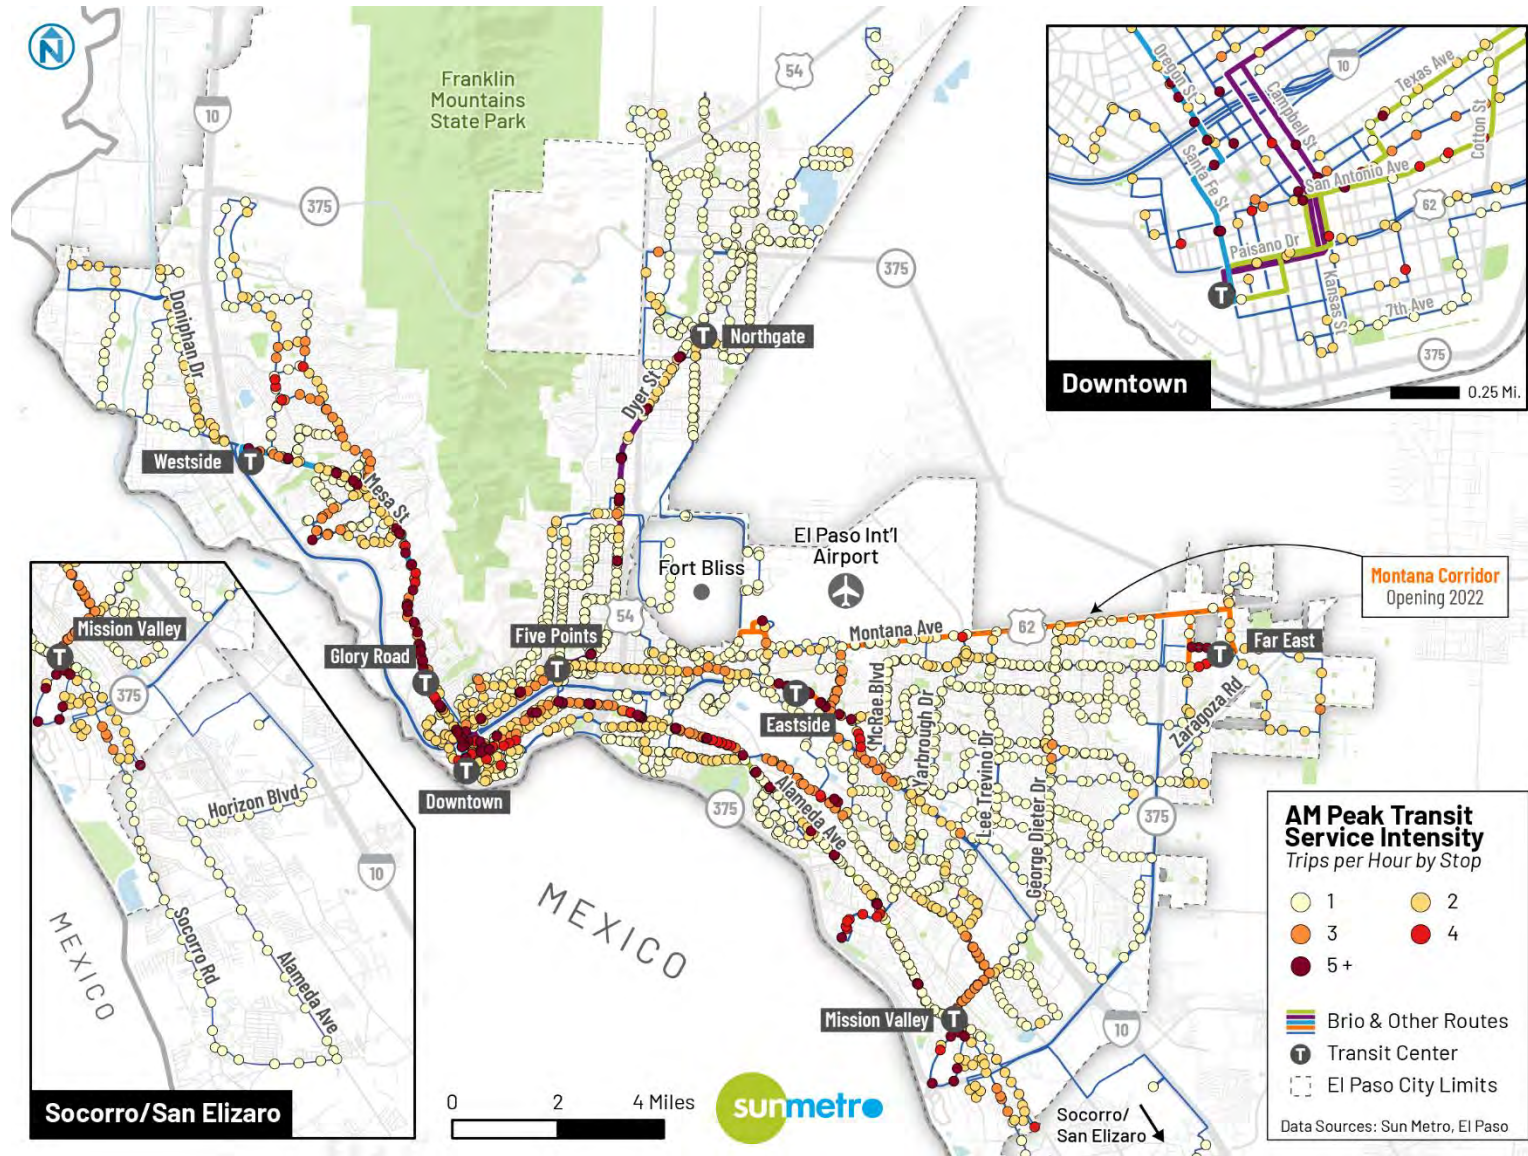 N
Franklin
Mountains
State Park
54
10
375
375
Doniphan Dr
Northgate
Dyer St
Westside
Mesa St
El Paso Int'l
Airport
Fort Bliss
54
Five Points
Glory Road
Montana Ave
62
Montana Corridor
Opening 2022
Far East
Eastside
McRae Blvd
Yarbrough Dr
Lee Trevino Dr
George Dieter Dr
Zaragoza Rd
Downtown
375
Alameda Ave
375
MEXICO
Mission Valley
10
Socorro/
San Elizaro
Oregon St
10
Texas Ave
Campbell St
Cotton St
Santa Fe St
San Antonio Ave
62
Paisano Dr
Kansas St
7th Ave
375
Downtown
0.25 Mi.
Mission Valley
375
Horizon Blvd
10
Socorro Rd
Alameda Ave
MEXICO
Socorro/San Elizaro
0 2 4 Miles
sunmetro
AM Peak Transit
Service Intensity
Trips per Hour by Stop
1 2
3 4
5 +
Brio & Other Routes
T Transit Center
El Paso City Limits
Data Sources: Sun Metro, El Paso